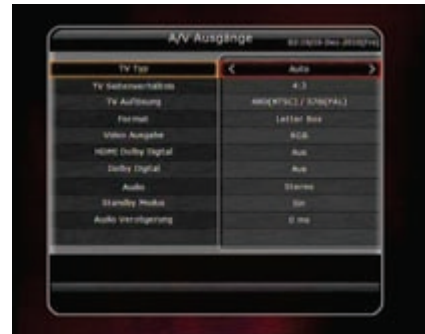 A/V Ausgänge
TV Typ Auto
TV Seitenverhältnis 4:3
TV Auflösung 480(NTSC) / 576(PAL)
Format Letter Box
Video Ausgabe RGB
HDMI Dolby Digital Aus
Dolby Digital Aus
Audio Stereo
Standby Modus Ein
Audio Verzögerung 0 ms